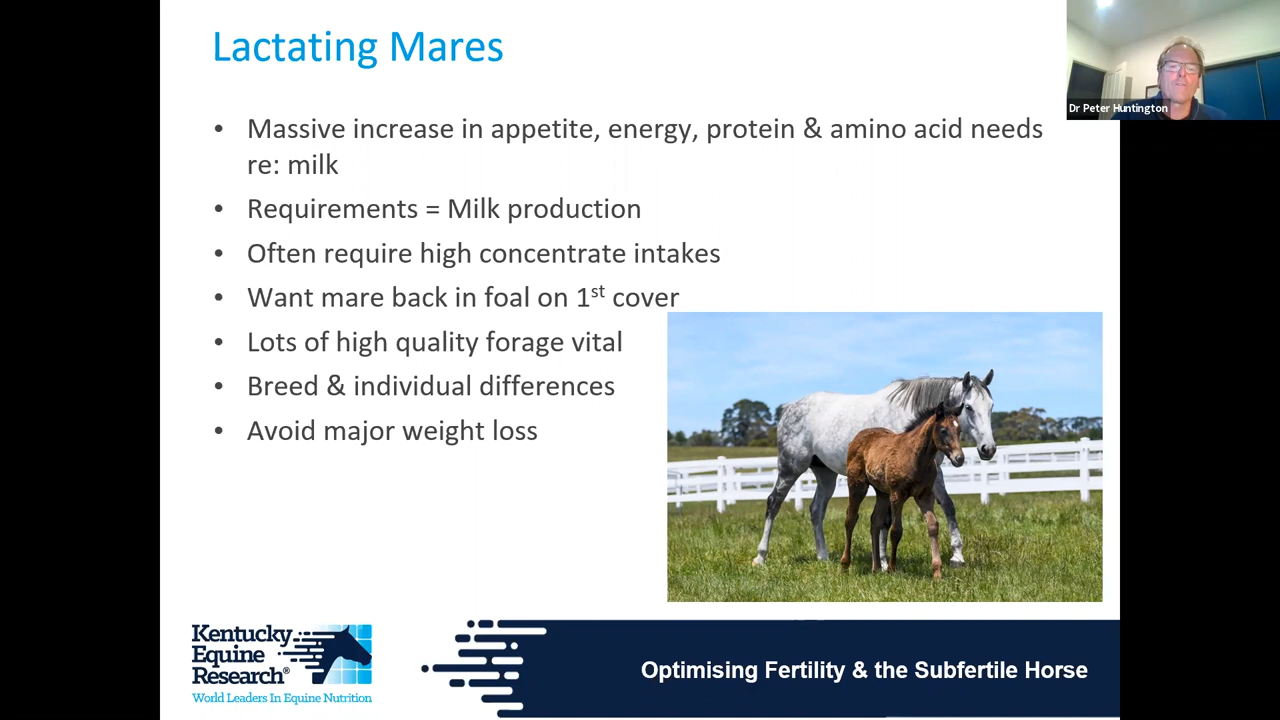 Lactating Mares
Dr Peter Huntington
• Massive increase in appetite, energy, protein & amino acid needs
re: milk
• Requirements = Milk production
• Often require high concentrate intakes
• Want mare back in foal on 1st cover
• Lots of high quality forage vital
• Breed & individual differences
• Avoid major weight loss
Kentucky
Equine
Research®
World Leaders In Equine Nutrition
Optimising Fertility & the Subfertile Horse